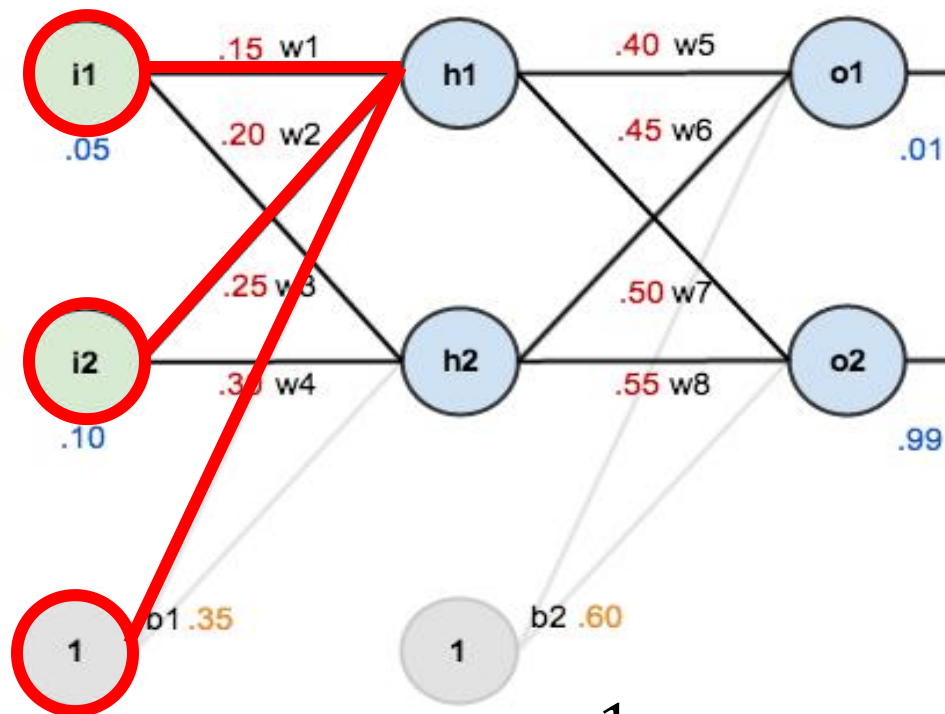 .15 w1
.40 w5
i1
h1
o1
.20 w2
.45 w6
.05
.01
.25 w3
.50 w7
i2
h2
o2
.30 w4
.55 w8
.10
.99
b1 .35
b2 .60
1
1
1